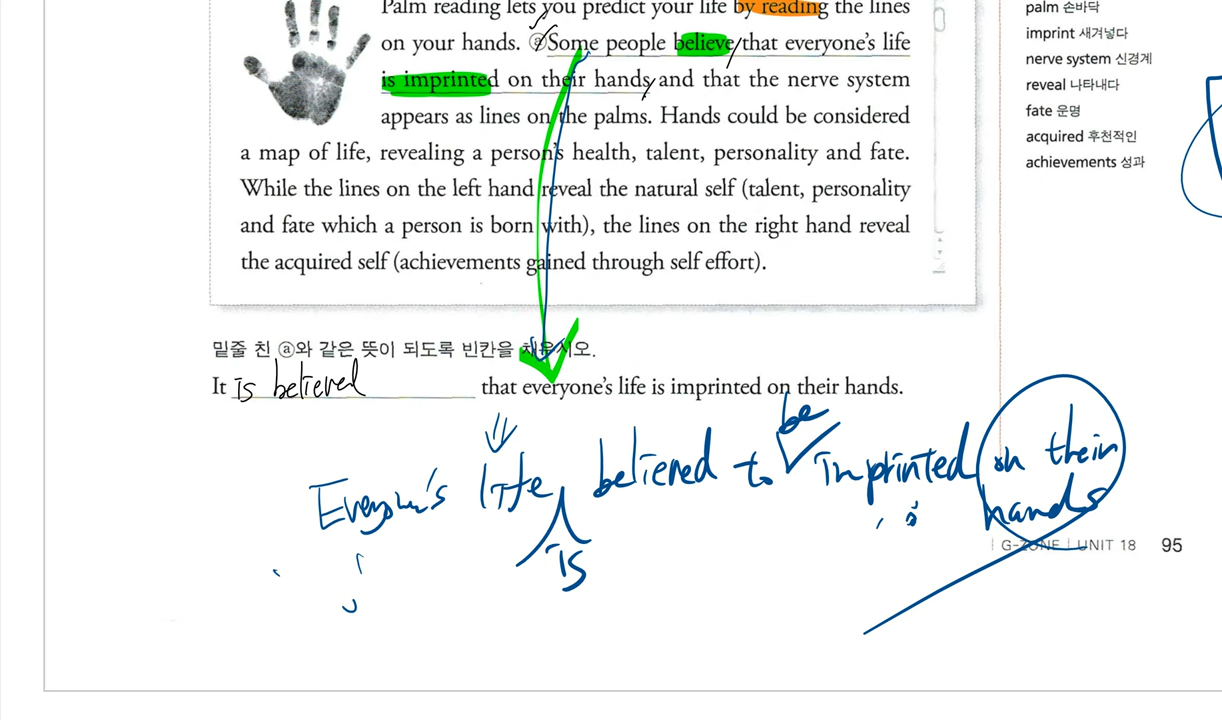 Palm reading lets you predict your life by reading the lines
on your hands. ⓐSome people believe that everyone's life
is imprinted on their hands and that the nerve system
appears as lines on the palms. Hands could be considered
a map of life, revealing a person's health, talent, personality and fate.
While the lines on the left hand reveal the natural self (talent, personality
and fate which a person is born with), the lines on the right hand reveal
the acquired self (achievements gained through self effort).
palm 손바닥
imprint 새겨넣다
nerve system 신경계
reveal 나타내다
fate 운명
acquired 후천적인
achievements 성과
밑줄 친 ⓐ와 같은 뜻이 되도록 빈칸을 채우시오.
It is believed that everyone's life is imprinted on their hands.
be
Everyone's life believed to imprinted on their
hands
is
G-ZONE | UNIT 18 95